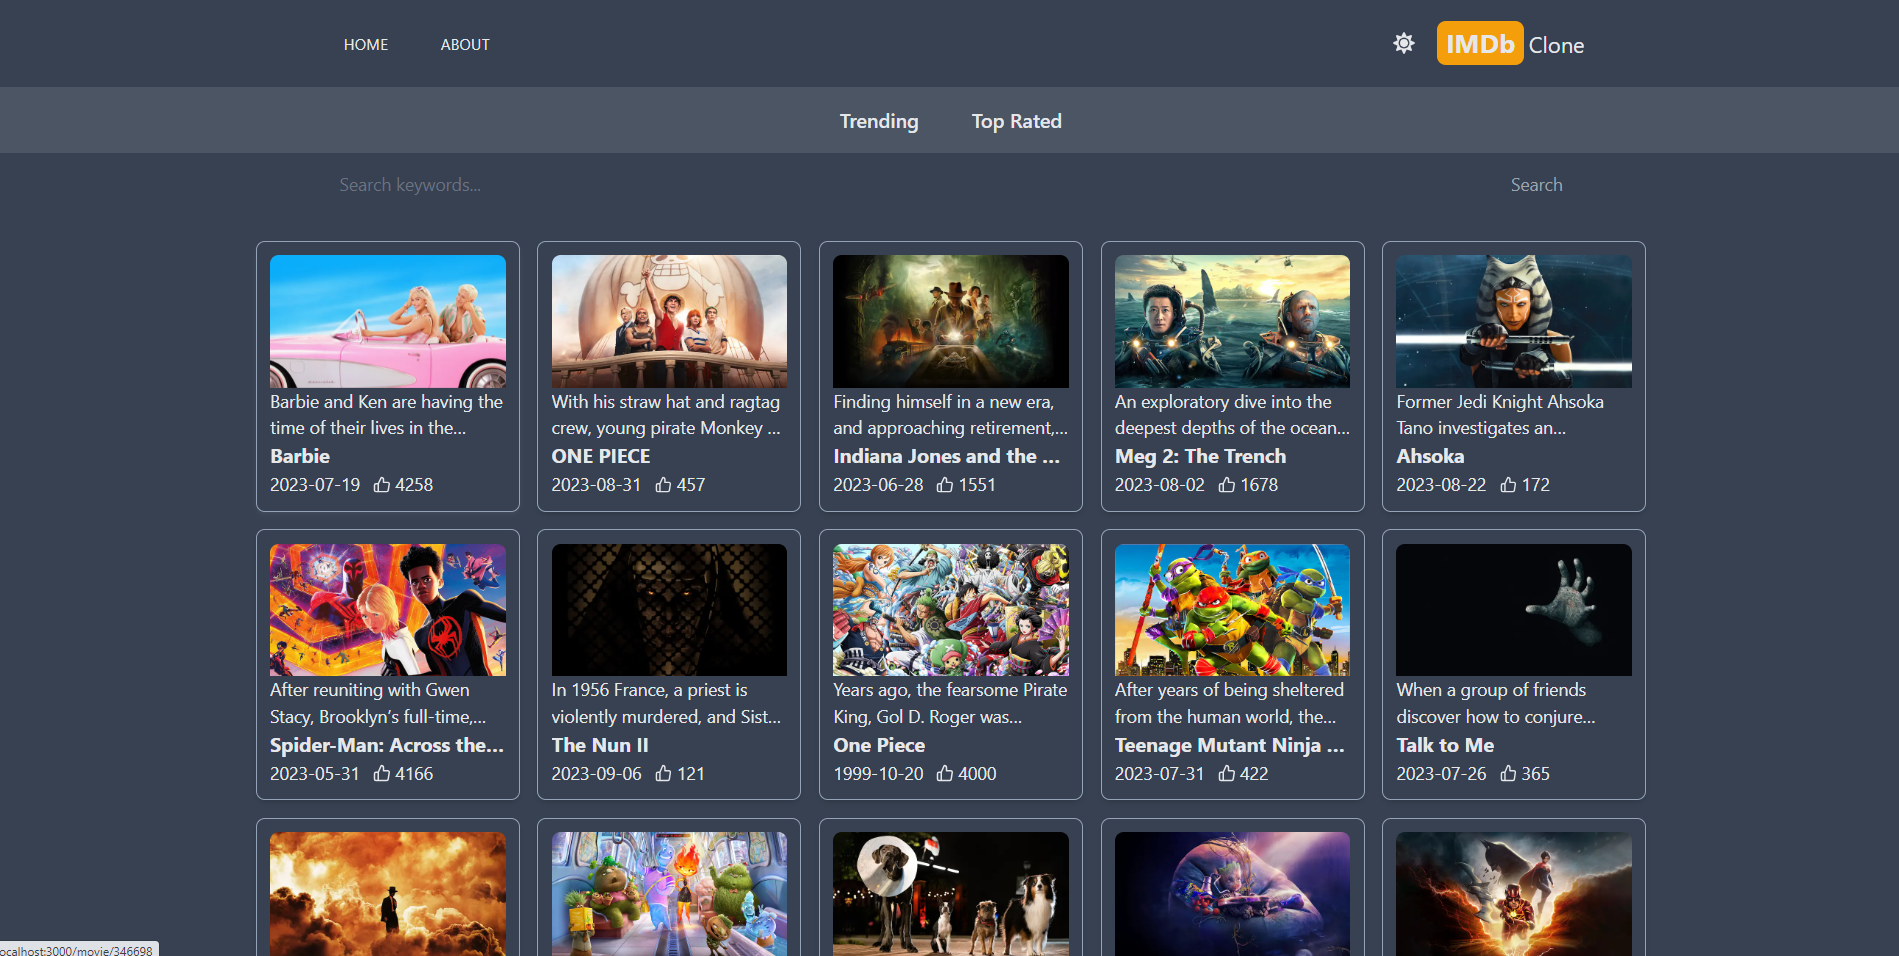 HOME ABOUT IMDb Clone
Trending Top Rated
Search keywords... Search
Barbie and Ken are having the
time of their lives in the...
Barbie
2023-07-19 4258
With his straw hat and ragtag
crew, young pirate Monkey ...
ONE PIECE
2023-08-31 457
Finding himself in a new era,
and approaching retirement,...
Indiana Jones and the ...
2023-06-28 1551
An exploratory dive into the
deepest depths of the ocean...
Meg 2: The Trench
2023-08-02 1678
Former Jedi Knight Ahsoka
Tano investigates an...
Ahsoka
2023-08-22 172
After reuniting with Gwen
Stacy, Brooklyn’s full-time,...
Spider-Man: Across the...
2023-05-31 4166
In 1956 France, a priest is
violently murdered, and Sist...
The Nun II
2023-09-06 121
Years ago, the fearsome Pirate
King, Gol D. Roger was...
One Piece
1999-10-20 4000
After years of being sheltered
from the human world, the...
Teenage Mutant Ninja ...
2023-07-31 422
When a group of friends
discover how to conjure...
Talk to Me
2023-07-26 365
ocalhost:3000/movie/346698